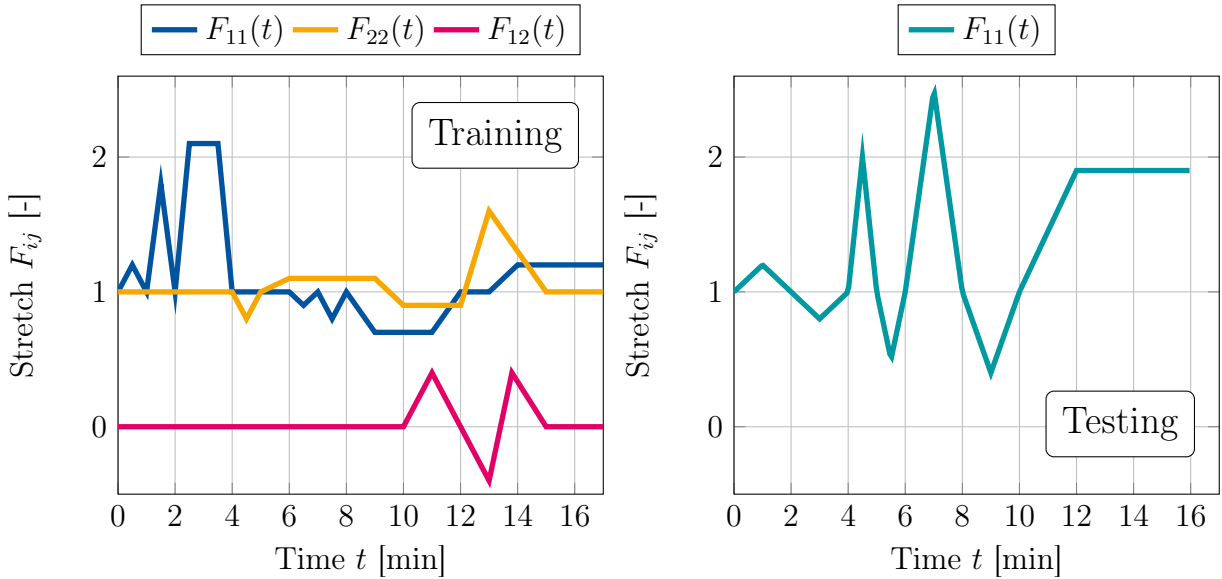 F₁₁(t) F₂₂(t) F₁₂(t)
Training
2
1
0
Stretch Fᵢⱼ [-]
0 2 4 6 8 10 12 14 16
Time t [min]
F₁₁(t)
2
1
0
Stretch Fᵢⱼ [-]
Testing
0 2 4 6 8 10 12 14 16
Time t [min]